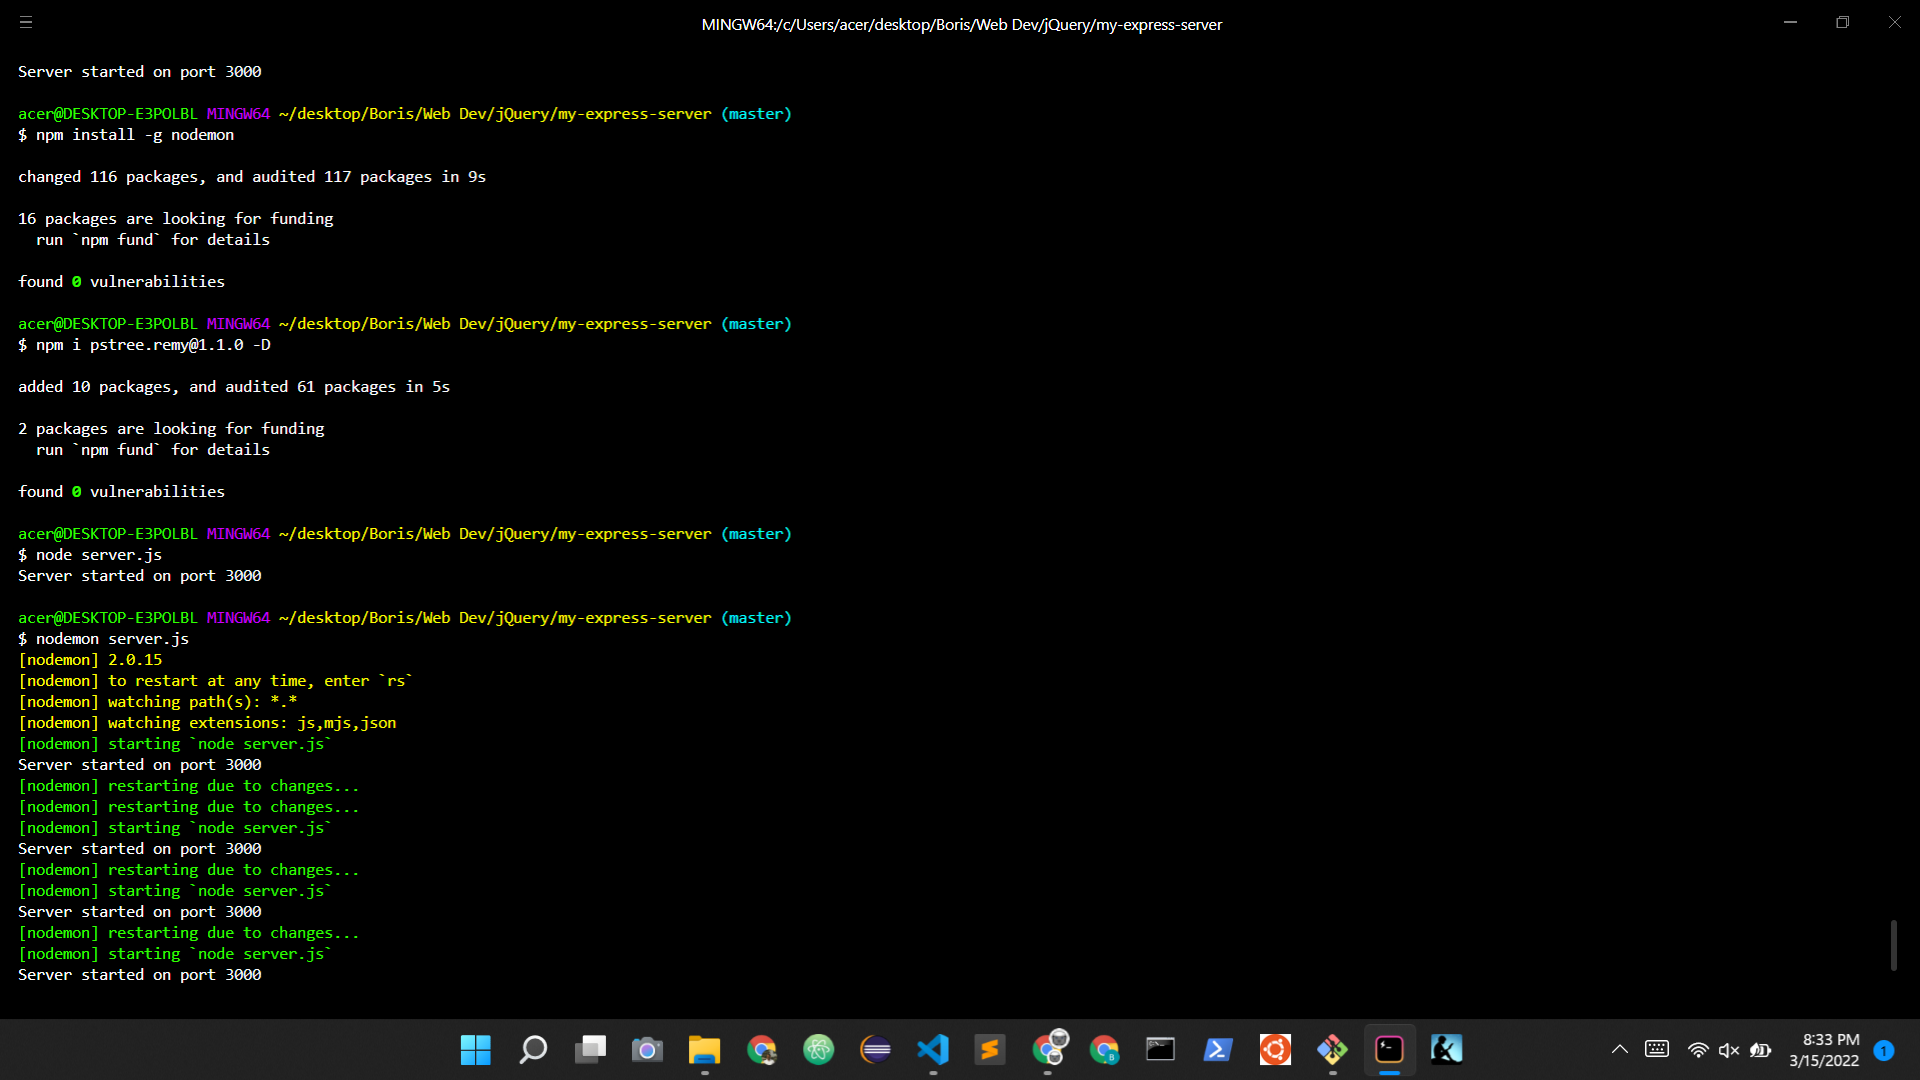 MINGW64:/c/Users/acer/desktop/Boris/Web Dev/jQuery/my-express-server
Server started on port 3000
acer@DESKTOP-E3POLBL MINGW64 ~/desktop/Boris/Web Dev/jQuery/my-express-server (master)
$ npm install -g nodemon
changed 116 packages, and audited 117 packages in 9s
16 packages are looking for funding
  run `npm fund` for details
found 0 vulnerabilities
acer@DESKTOP-E3POLBL MINGW64 ~/desktop/Boris/Web Dev/jQuery/my-express-server (master)
$ npm i pstree.remy@1.1.0 -D
added 10 packages, and audited 61 packages in 5s
2 packages are looking for funding
  run `npm fund` for details
found 0 vulnerabilities
acer@DESKTOP-E3POLBL MINGW64 ~/desktop/Boris/Web Dev/jQuery/my-express-server (master)
$ node server.js
Server started on port 3000
acer@DESKTOP-E3POLBL MINGW64 ~/desktop/Boris/Web Dev/jQuery/my-express-server (master)
$ nodemon server.js
[nodemon] 2.0.15
[nodemon] to restart at any time, enter `rs`
[nodemon] watching path(s): *.*
[nodemon] watching extensions: js,mjs,json
[nodemon] starting `node server.js`
Server started on port 3000
[nodemon] restarting due to changes...
[nodemon] restarting due to changes...
[nodemon] starting `node server.js`
Server started on port 3000
[nodemon] restarting due to changes...
[nodemon] starting `node server.js`
Server started on port 3000
[nodemon] restarting due to changes...
[nodemon] starting `node server.js`
Server started on port 3000
8:33 PM
3/15/2022
1